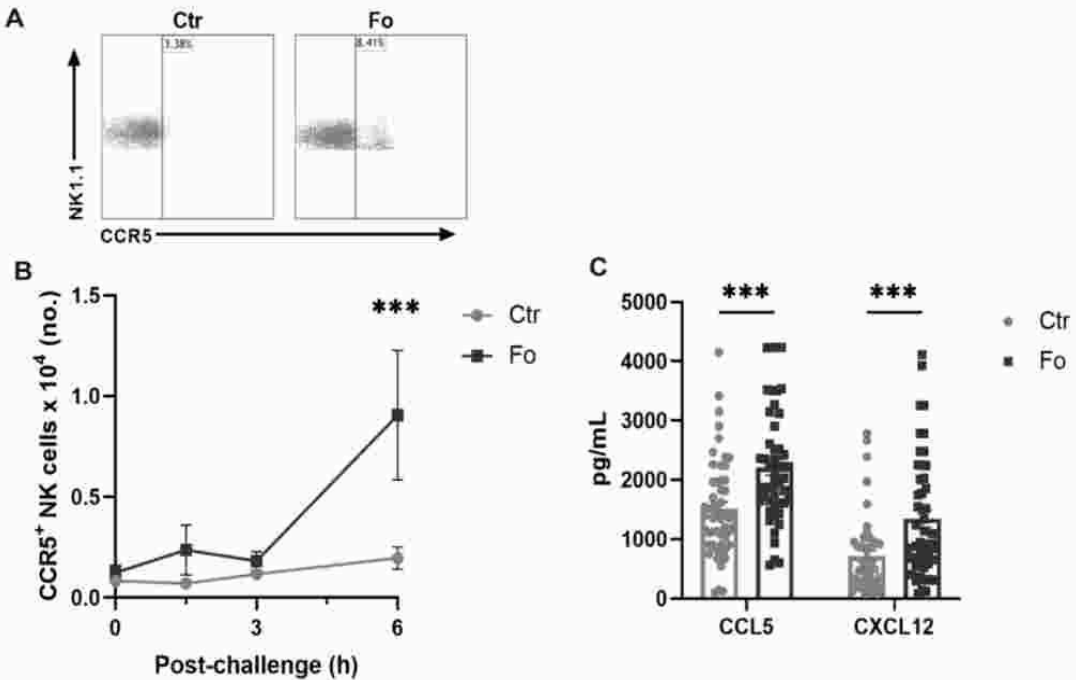 A
Ctr
Fo
3.38%
8.41%
NK1.1
CCR5
B
CCR5+ NK cells x 10⁴ (no.)
1.5
1.0
0.5
0.0
0
3
6
Post-challenge (h)
***
Ctr
Fo
C
pg/mL
5000
4000
3000
2000
1000
0
***
***
CCL5
CXCL12
Ctr
Fo